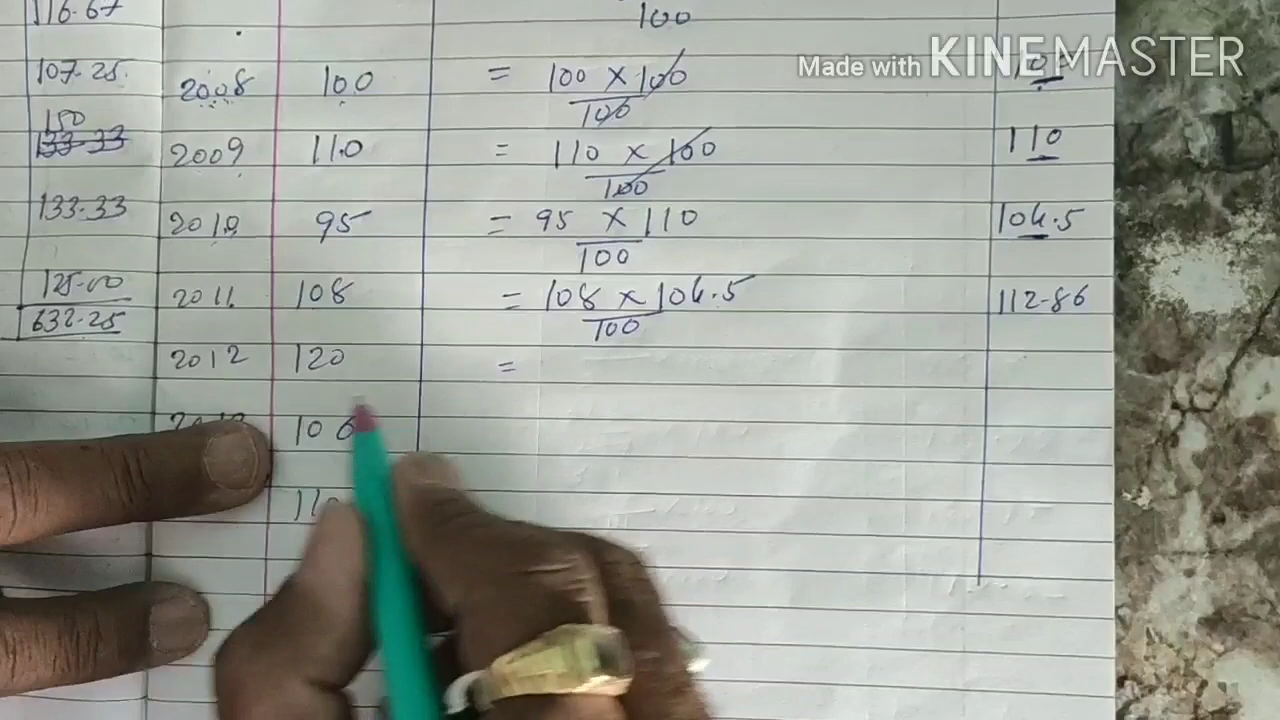 116.67
100
Made with KINEMASTER
107.25 2008 100 = 100 × 100 100
100
150
133.33 2009 110 = 110 × 100 110
100
133.33 2010 95 = 95 × 110 104.5
100
125.00 2011 108 = 108 × 104.5 112.86
632.25 100
2012 120 =
106